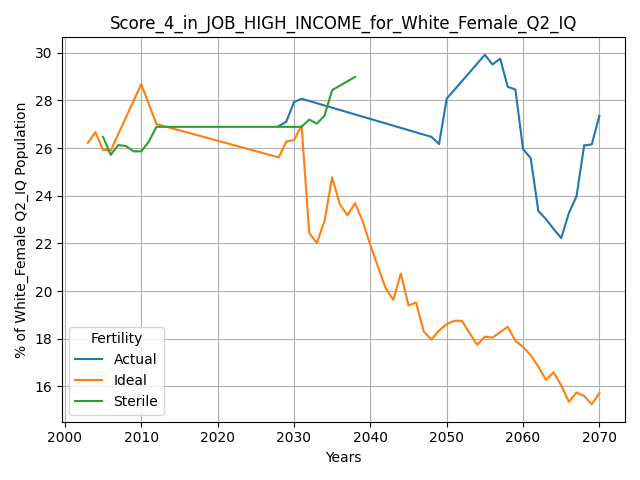 Score_4_in_JOB_HIGH_INCOME_for_White_Female_Q2_IQ
% of White_Female Q2_IQ Population
30
28
26
24
22
20
18
16
Fertility
Actual
Ideal
Sterile
2000
2010
2020
2030
2040
2050
2060
2070
Years